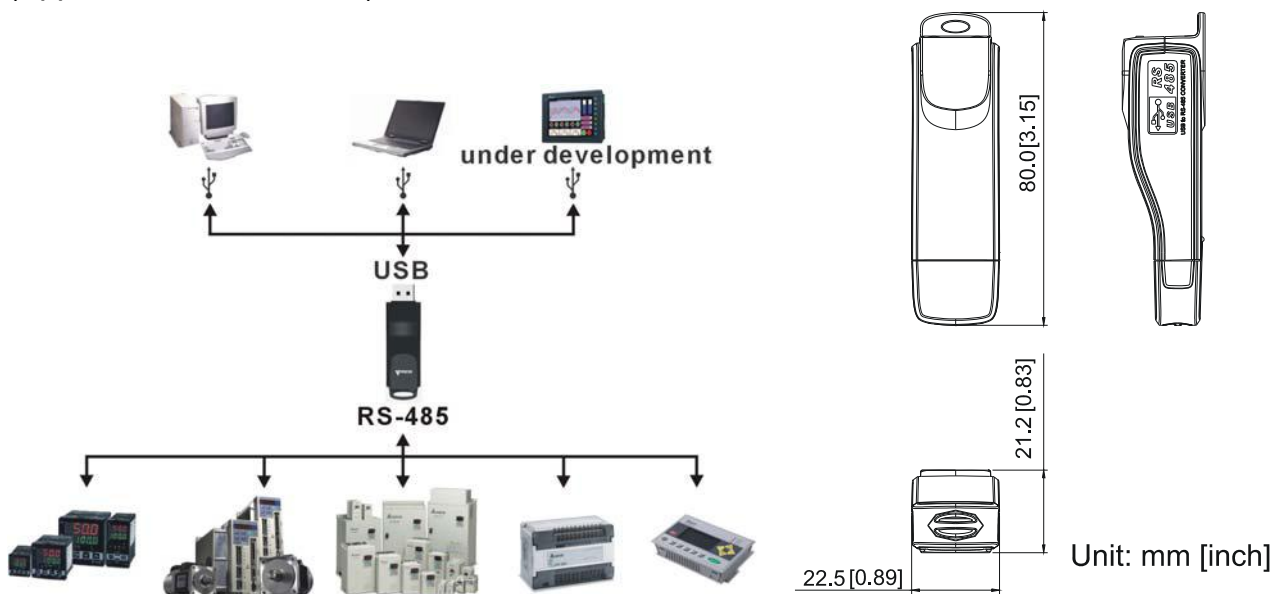 under development
USB
RS-485
80.0[3.15]
RS
485
USB
USB to RS-485 CONVERTER
21.2[0.83]
22.5[0.89]
Unit: mm [inch]